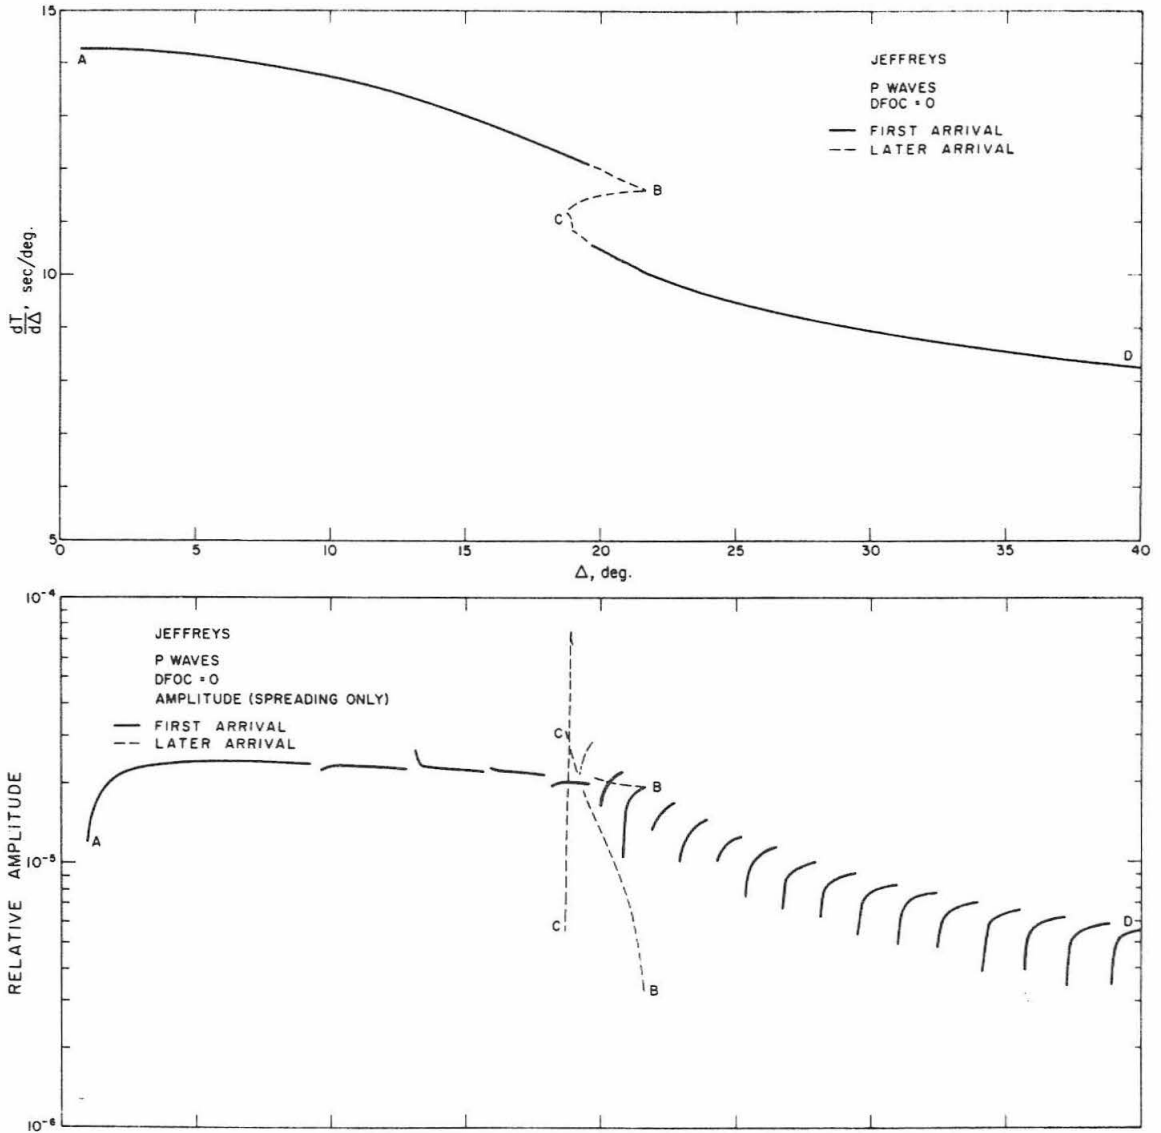 15
A
JEFFREYS
P WAVES
DFOC = 0
FIRST ARRIVAL
LATER ARRIVAL
B
C
10
dT/dΔ, sec/deg.
D
5
0 5 10 15 20 25 30 35 40
Δ, deg.
10⁻⁴
JEFFREYS
P WAVES
DFOC = 0
AMPLITUDE (SPREADING ONLY)
FIRST ARRIVAL
LATER ARRIVAL
C
B
RELATIVE AMPLITUDE
A
10⁻⁵
C
D
B
10⁻⁶